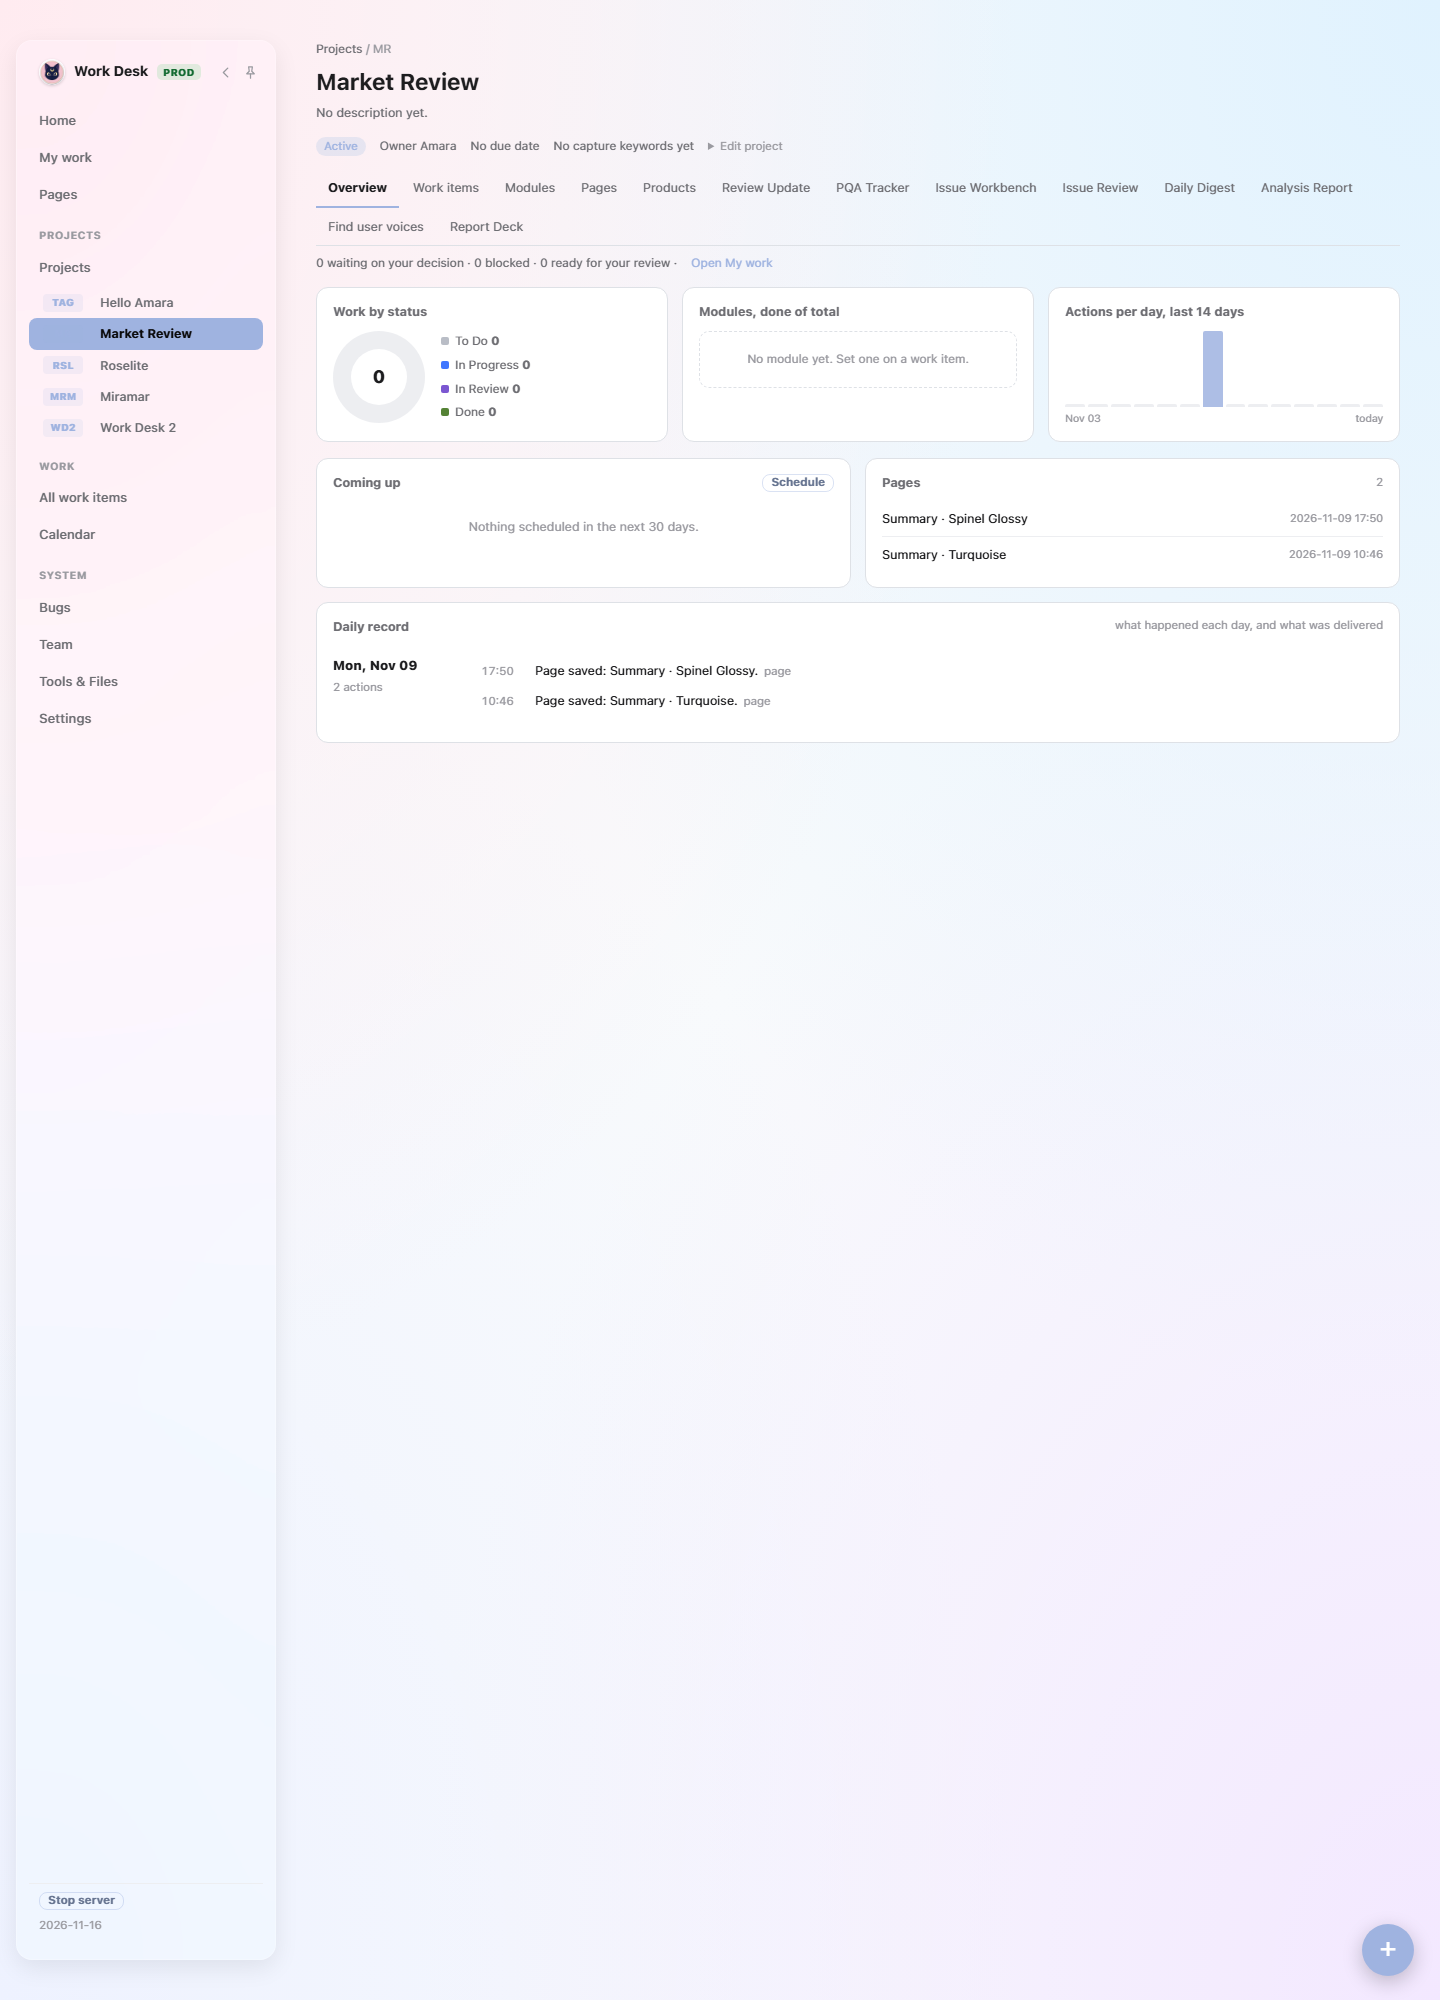 Work Desk PROD
Home
My work
Pages
PROJECTS
Projects
TAG Hello Amara
Market Review
RSL Roselite
MRM Miramar
WD2 Work Desk 2
WORK
All work items
Calendar
SYSTEM
Bugs
Team
Tools & Files
Settings
Stop server
2026-11-16
Projects / MR
Market Review
No description yet.
Active Owner Amara No due date No capture keywords yet Edit project
Overview Work items Modules Pages Products Review Update PQA Tracker Issue Workbench Issue Review Daily Digest Analysis Report
Find user voices Report Deck
0 waiting on your decision · 0 blocked · 0 ready for your review · Open My work
Work by status
0
To Do 0
In Progress 0
In Review 0
Done 0
Modules, done of total
No module yet. Set one on a work item.
Actions per day, last 14 days
Nov 03 today
Coming up Schedule
Nothing scheduled in the next 30 days.
Pages 2
Summary · Spinel Glossy 2026-11-09 17:50
Summary · Turquoise 2026-11-09 10:46
Daily record what happened each day, and what was delivered
Mon, Nov 09
2 actions
17:50 Page saved: Summary · Spinel Glossy. page
10:46 Page saved: Summary · Turquoise. page
+